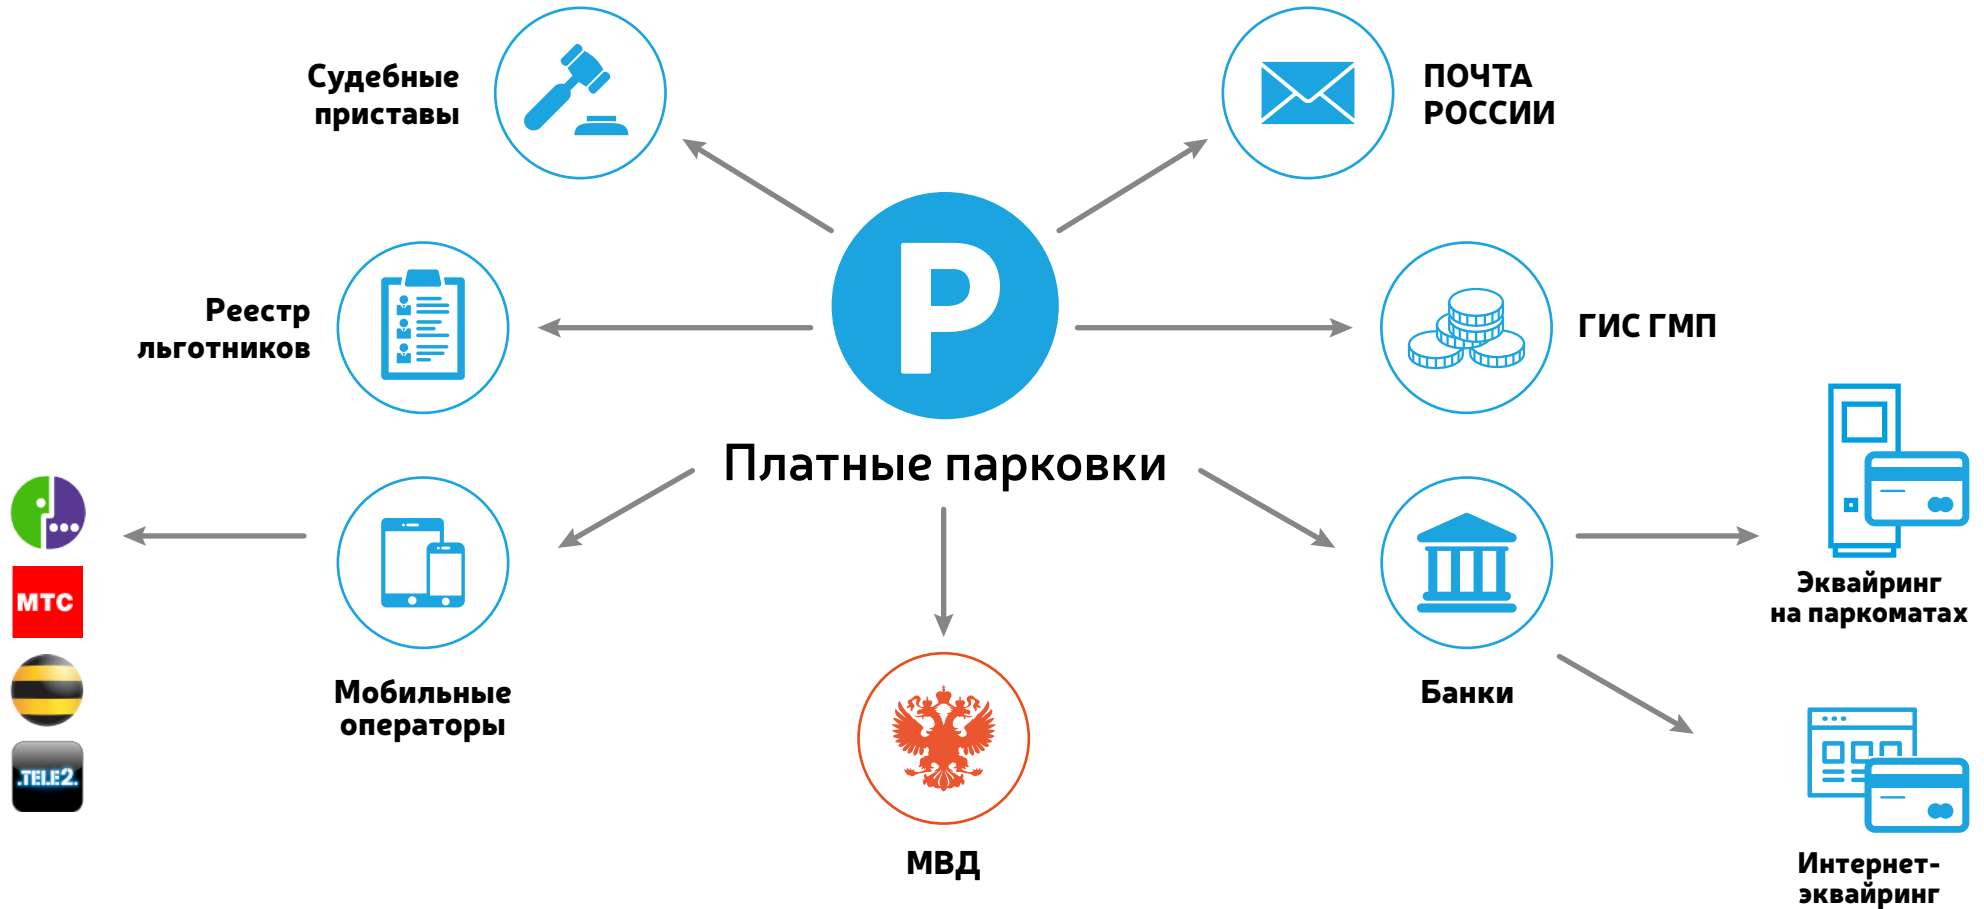 Судебные
приставы
ПОЧТА
РОССИИ
P
Реестр
льготников
ГИС ГМП
Платные парковки
МТС
.TELE2.
Мобильные
операторы
МВД
Банки
Эквайринг
на паркоматах
Интернет-
эквайринг